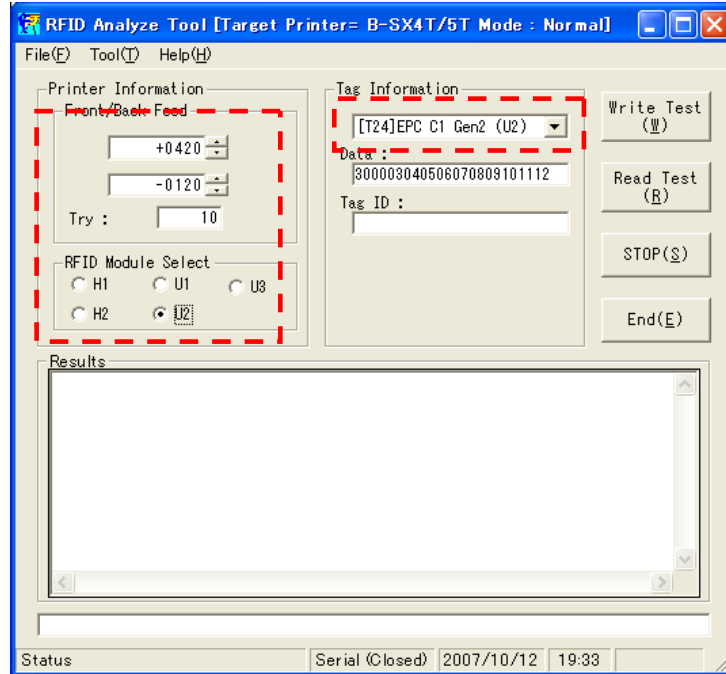 RFID Analyze Tool [Target Printer= B-SX4T/5T Mode : Normal]
File(F) Tool(T) Help(H)
Printer Information
Front/Back Feed
+0420
-0120
Try : 10
RFID Module Select
H1 U1 U3
H2 U2
Tag Information
[T24]EPC C1 Gen2 (U2)
Data :
300003040506070809101112
Tag ID :
Write Test
(W)
Read Test
(R)
STOP(S)
End(E)
Results
Status Serial (Closed) 2007/10/12 19:33